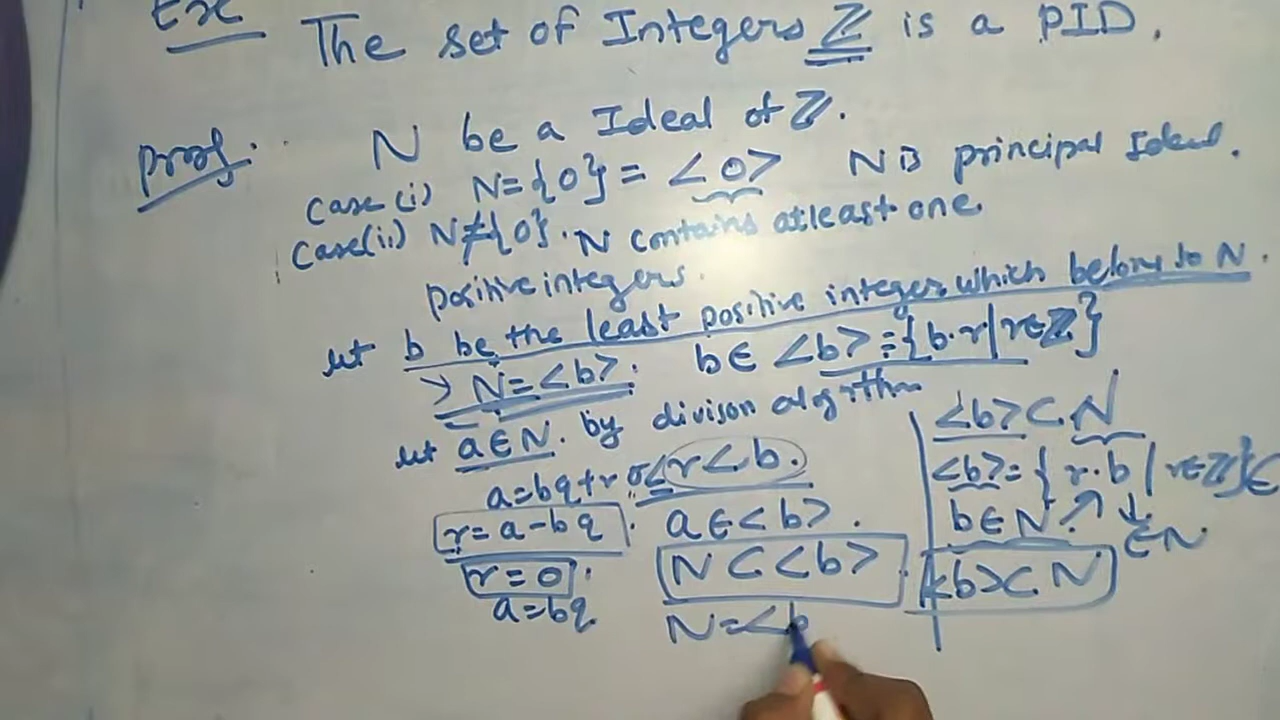 Ex
The set of Integers ℤ is a PID.
Proof. N be a Ideal of ℤ.
Case(i) N={0}=<0> N is principal Ideal.
Case(ii) N≠{0}. N contains atleast one
positive integers.
let b be the least positive integer which belons to N.
> N=<b>. b∈ <b>={b·r|r∈ℤ}
let a∈N. by divison algorithm
a=bq+r 0≤r<b.
r=a-bq. a∈<b>.
r=0. N⊂<b>.
a=bq N=<b
<b>⊂N
<b>={r·b|r∈ℤ}⊂
b∈N. ↗ ↓
∈N.
<b>⊂N